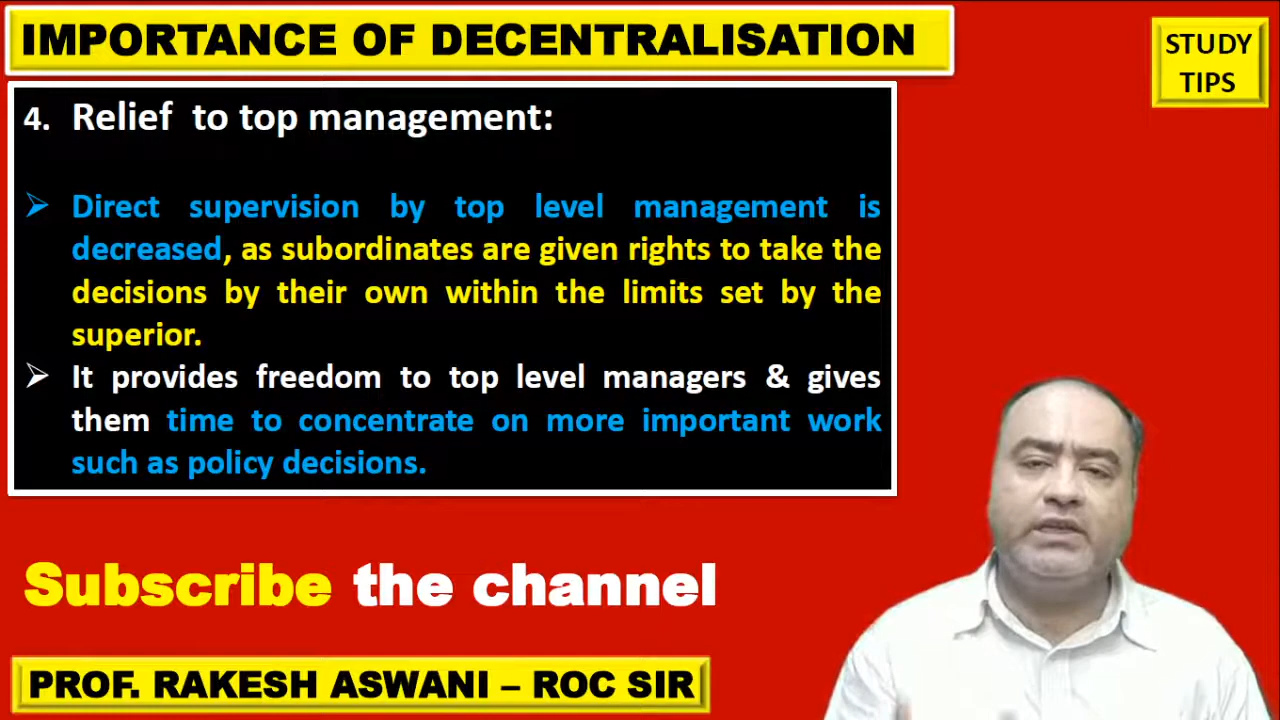 IMPORTANCE OF DECENTRALISATION
STUDY
TIPS
4. Relief to top management:
➢ Direct supervision by top level management is
decreased, as subordinates are given rights to take the
decisions by their own within the limits set by the
superior.
➢ It provides freedom to top level managers & gives
them time to concentrate on more important work
such as policy decisions.
Subscribe the channel
PROF. RAKESH ASWANI – ROC SIR